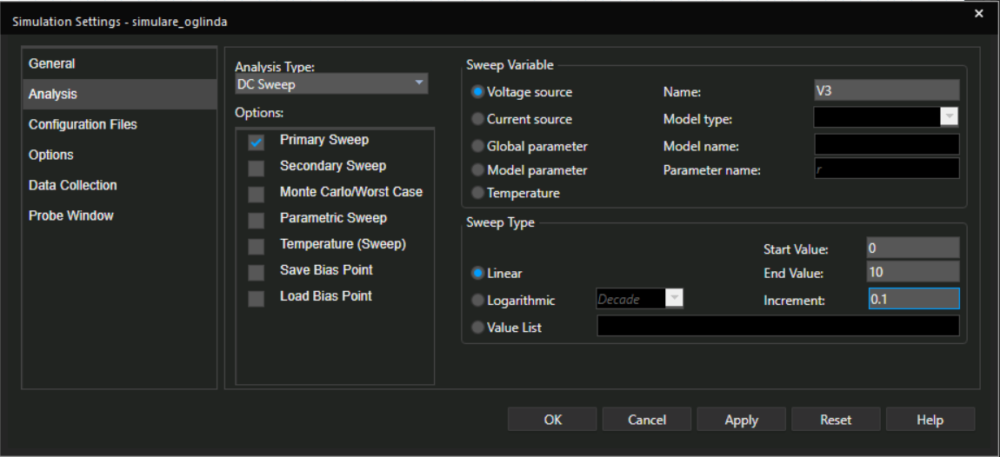 Simulation Settings - simulare_oglinda
×
General
Analysis
Configuration Files
Options
Data Collection
Probe Window
Analysis Type:
DC Sweep
Options:
Primary Sweep
Secondary Sweep
Monte Carlo/Worst Case
Parametric Sweep
Temperature (Sweep)
Save Bias Point
Load Bias Point
Sweep Variable
Voltage source
Name:
V3
Current source
Model type:
Global parameter
Model name:
Model parameter
Parameter name:
r
Temperature
Sweep Type
Start Value:
0
Linear
End Value:
10
Logarithmic
Decade
Increment:
0.1
Value List
OK
Cancel
Apply
Reset
Help